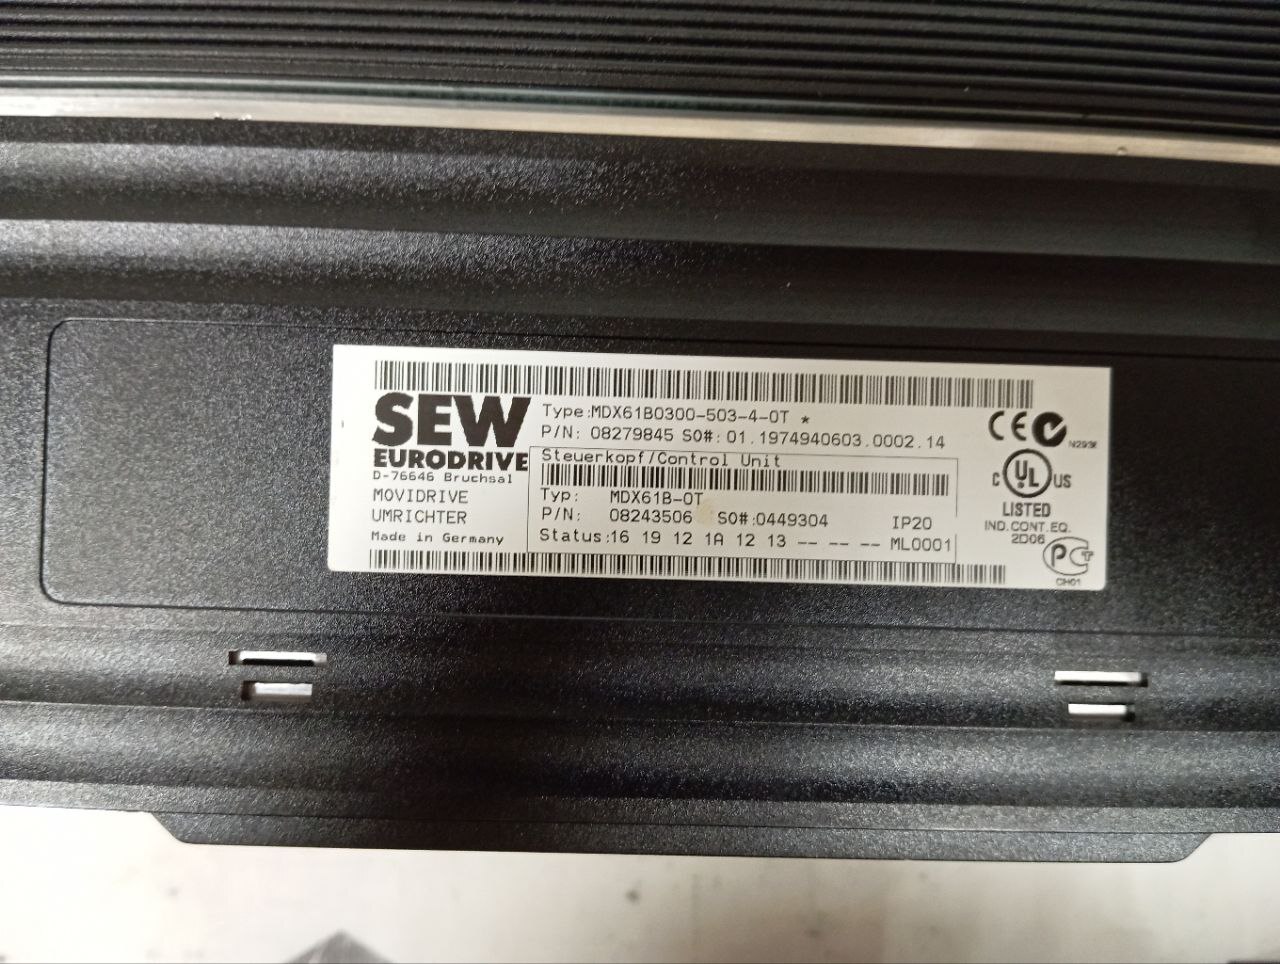 SEW
EURODRIVE
D-76646 Bruchsal
MOVIDRIVE
UMRICHTER
Made in Germany
Type:MDX61B0300-503-4-0T *
P/N: 08279845 SO#: 01.1974940603.0002.14
Steuerkopf/Control Unit
Typ: MDX61B-0T
P/N: 08243506 SO#:0449304 IP20
Status:16 19 12 1A 12 13 -- -- -- ML0001
CE
C UL US
LISTED
IND.CONT.EQ.
2D06